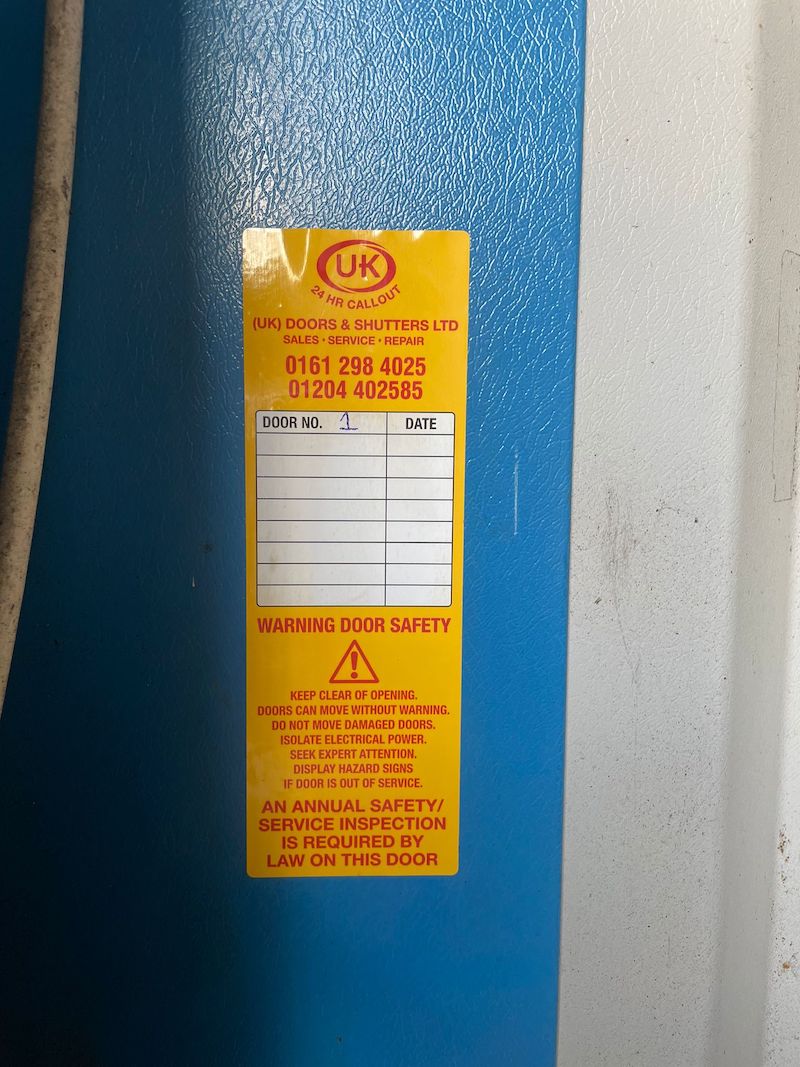 UK
24 HR CALLOUT
(UK) DOORS & SHUTTERS LTD
SALES • SERVICE • REPAIR
0161 298 4025
01204 402585
DOOR NO. 1 DATE
WARNING DOOR SAFETY
KEEP CLEAR OF OPENING.
DOORS CAN MOVE WITHOUT WARNING.
DO NOT MOVE DAMAGED DOORS.
ISOLATE ELECTRICAL POWER.
SEEK EXPERT ATTENTION.
DISPLAY HAZARD SIGNS
IF DOOR IS OUT OF SERVICE.
AN ANNUAL SAFETY/
SERVICE INSPECTION
IS REQUIRED BY
LAW ON THIS DOOR